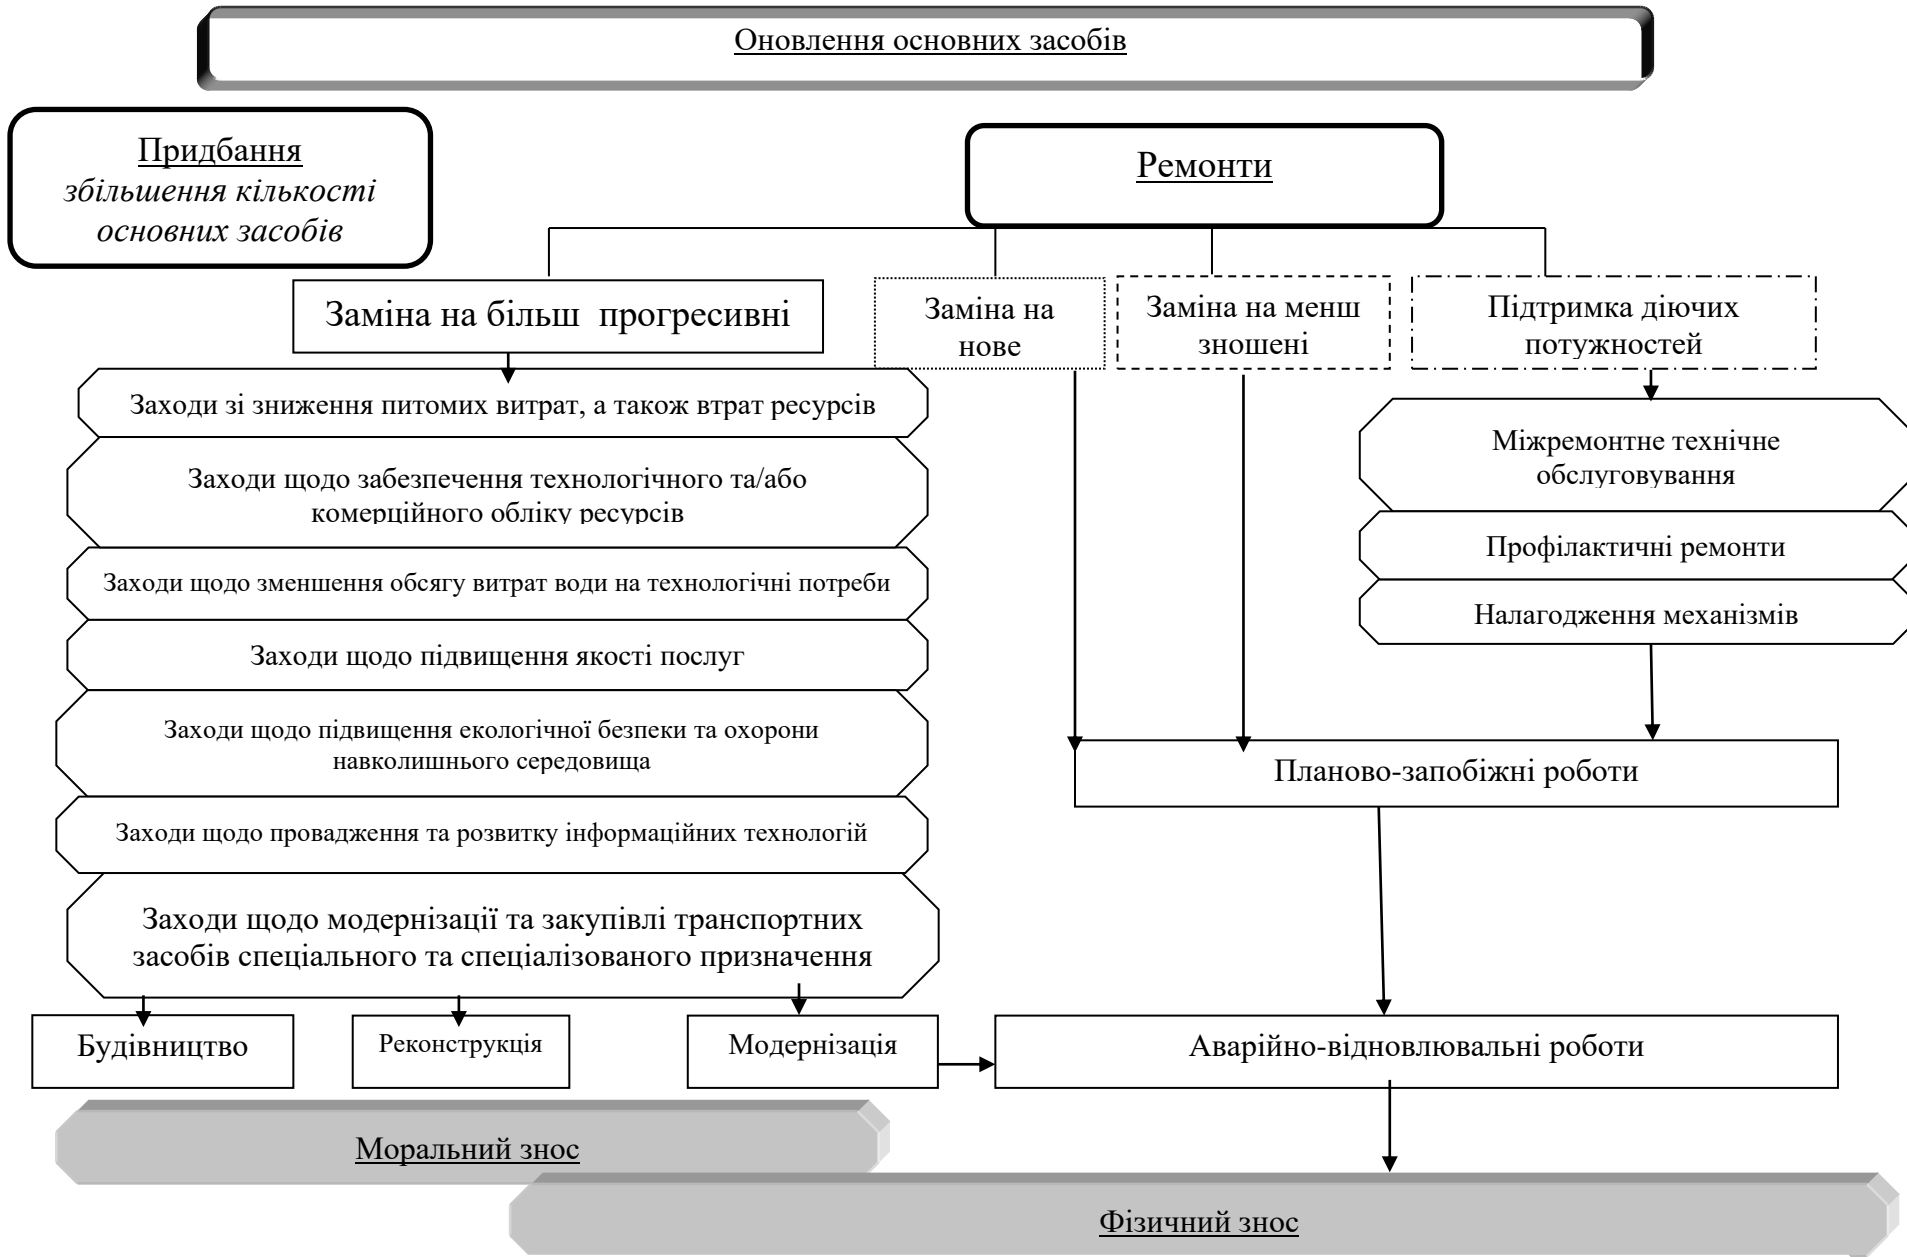 Оновлення основних засобів
Придбання
збільшення кількості
основних засобів
Ремонти
Заміна на більш прогресивні
Заміна на
нове
Заміна на менш
зношені
Підтримка діючих
потужностей
Заходи зі зниження питомих витрат, а також втрат ресурсів
Заходи щодо забезпечення технологічного та/або
комерційного обліку ресурсів
Заходи щодо зменшення обсягу витрат води на технологічні потреби
Заходи щодо підвищення якості послуг
Заходи щодо підвищення екологічної безпеки та охорони
навколишнього середовища
Заходи щодо провадження та розвитку інформаційних технологій
Заходи щодо модернізації та закупівлі транспортних
засобів спеціального та спеціалізованого призначення
Міжремонтне технічне
обслуговування
Профілактичні ремонти
Налагодження механізмів
Планово-запобіжні роботи
Будівництво
Реконструкція
Модернізація
Аварійно-відновлювальні роботи
Моральний знос
Фізичний знос